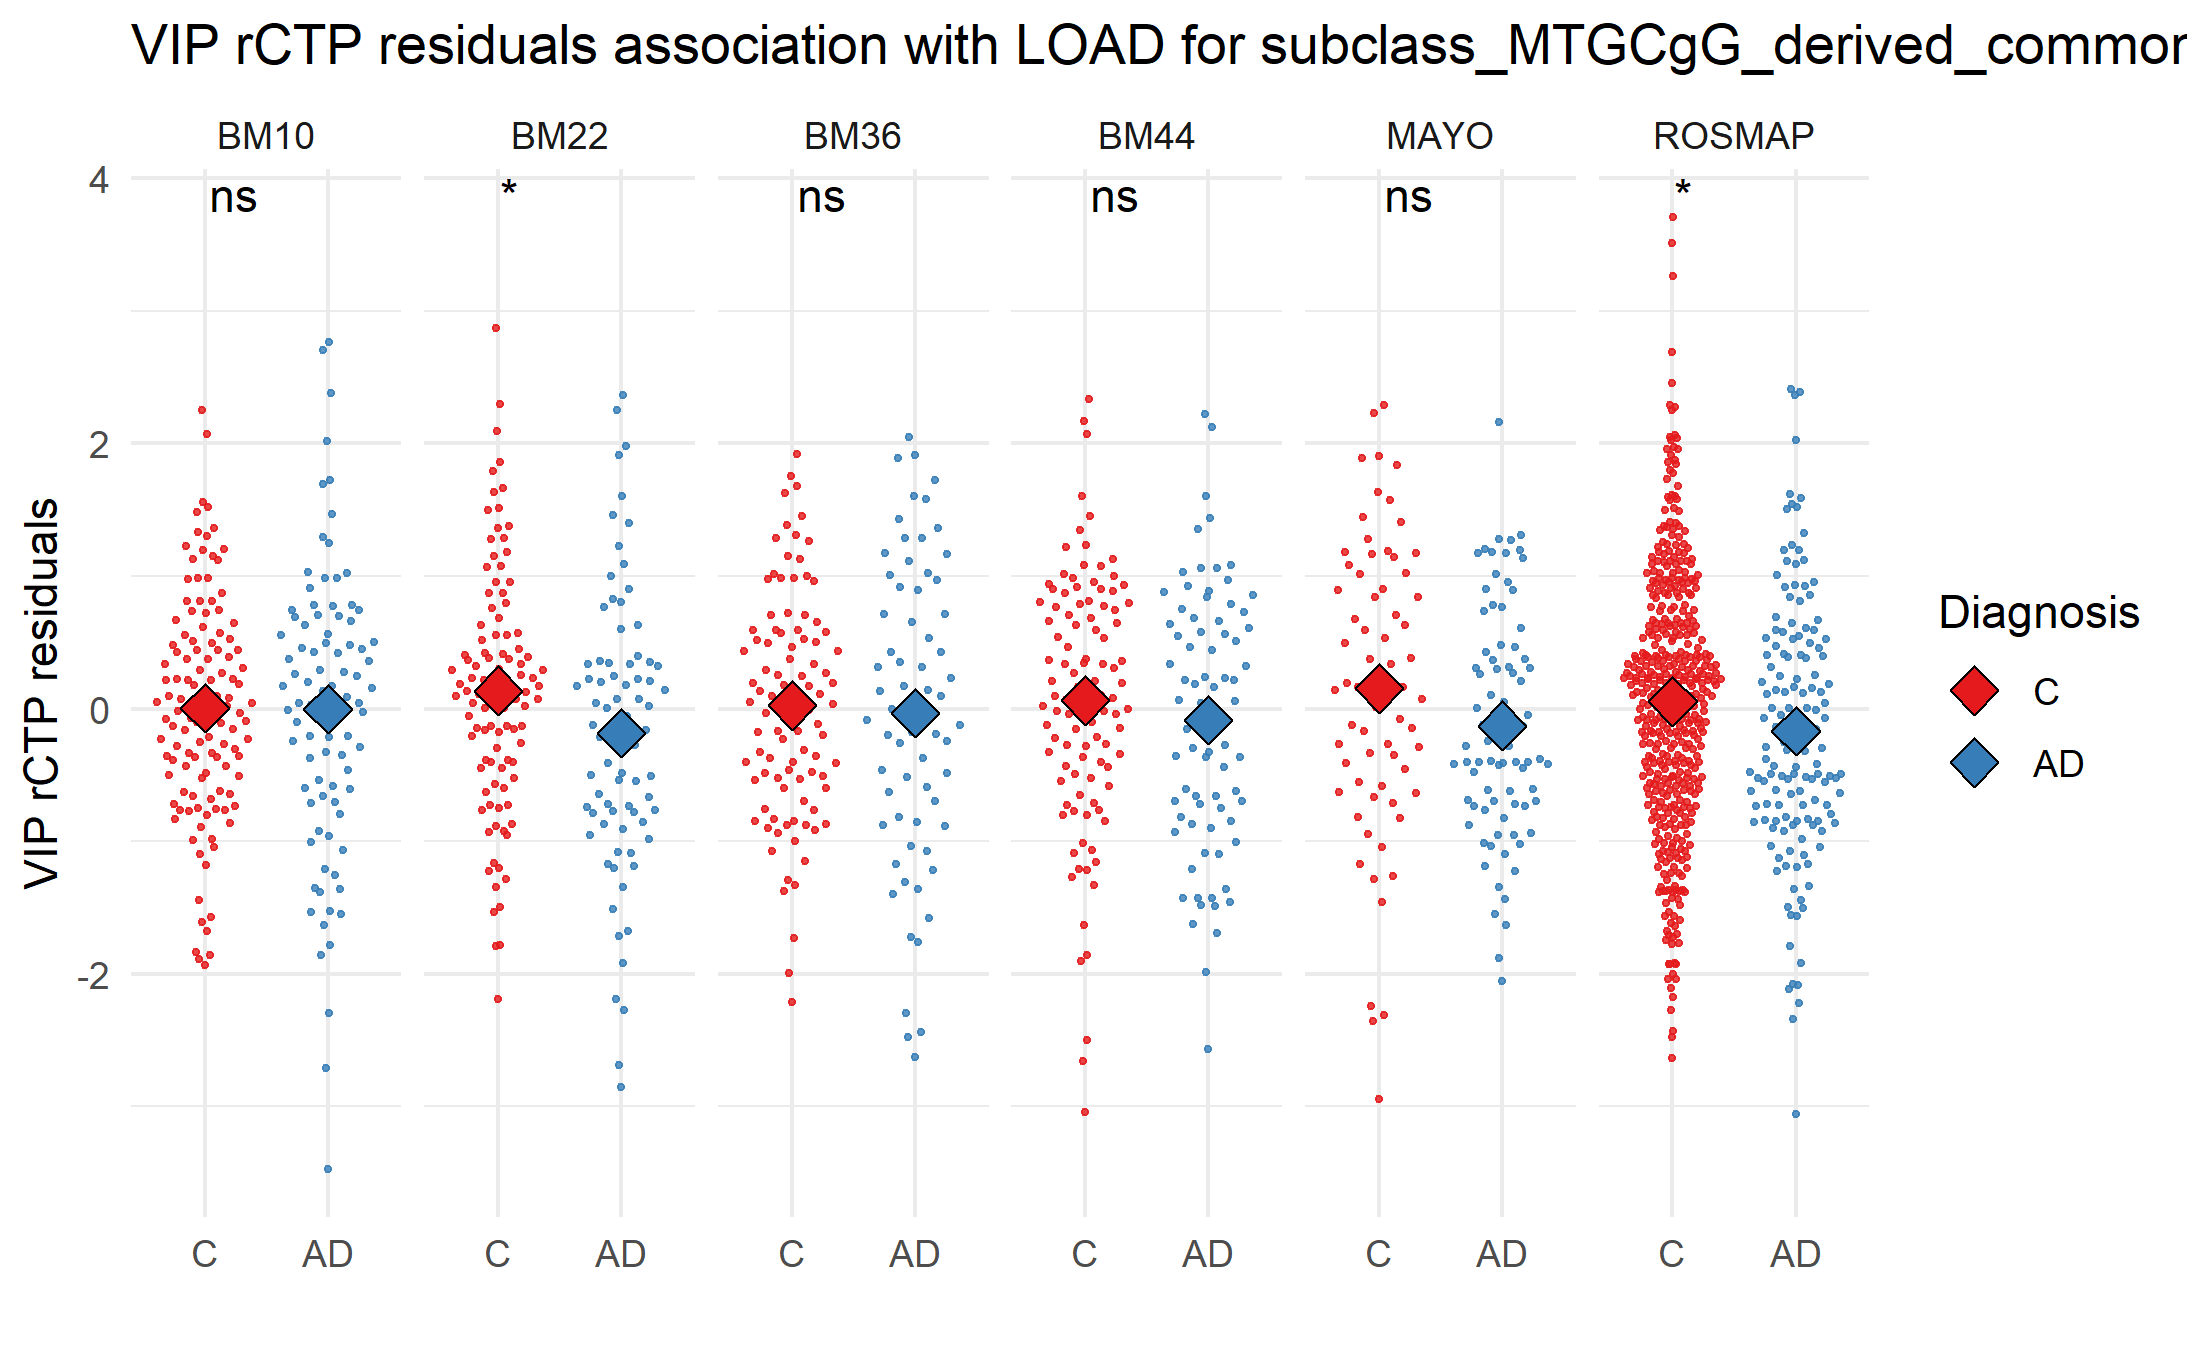 VIP rCTP residuals association with LOAD for subclass_MTGCgG_derived_common
BM10 BM22 BM36 BM44 MAYO ROSMAP
4
ns * ns ns ns *
2
0
-2
VIP rCTP residuals
C AD C AD C AD C AD C AD C AD
Diagnosis
C
AD